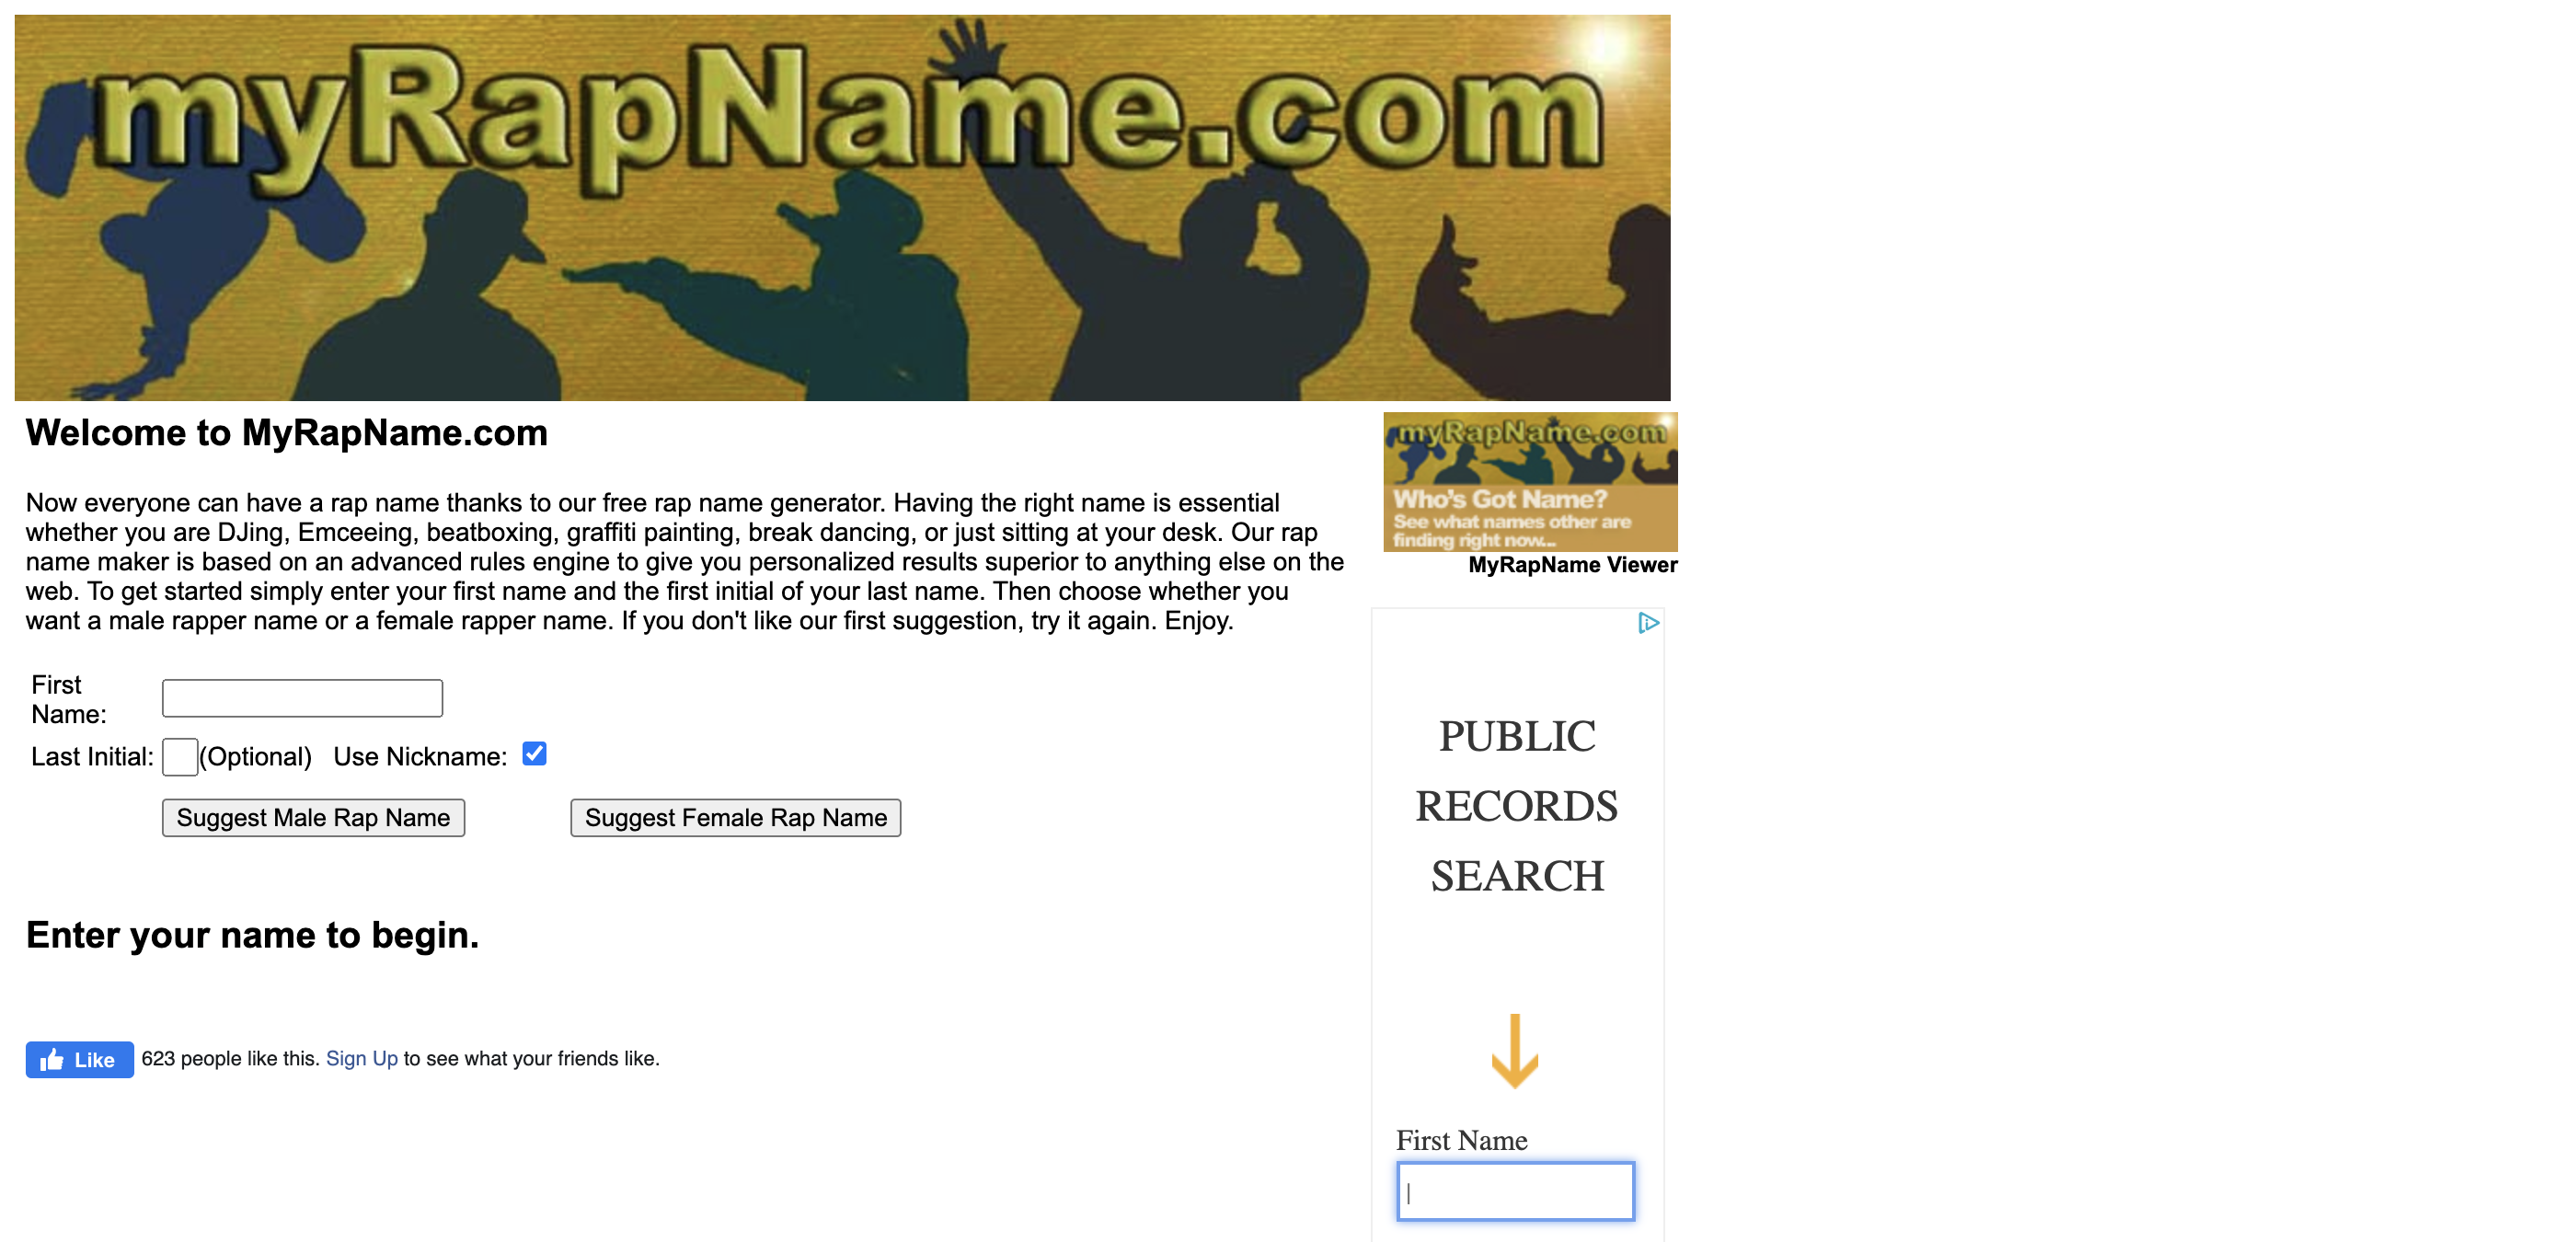 myRapName.com
Welcome to MyRapName.com
Now everyone can have a rap name thanks to our free rap name generator. Having the right name is essential
whether you are DJing, Emceeing, beatboxing, graffiti painting, break dancing, or just sitting at your desk. Our rap
name maker is based on an advanced rules engine to give you personalized results superior to anything else on the
web. To get started simply enter your first name and the first initial of your last name. Then choose whether you
want a male rapper name or a female rapper name. If you don't like our first suggestion, try it again. Enjoy.
First
Name:
Last Initial: (Optional) Use Nickname:
Suggest Male Rap Name Suggest Female Rap Name
Enter your name to begin.
Like 623 people like this. Sign Up to see what your friends like.
myRapName.com
Who's Got Name?
See what names other are
finding right now...
MyRapName Viewer
PUBLIC
RECORDS
SEARCH
First Name